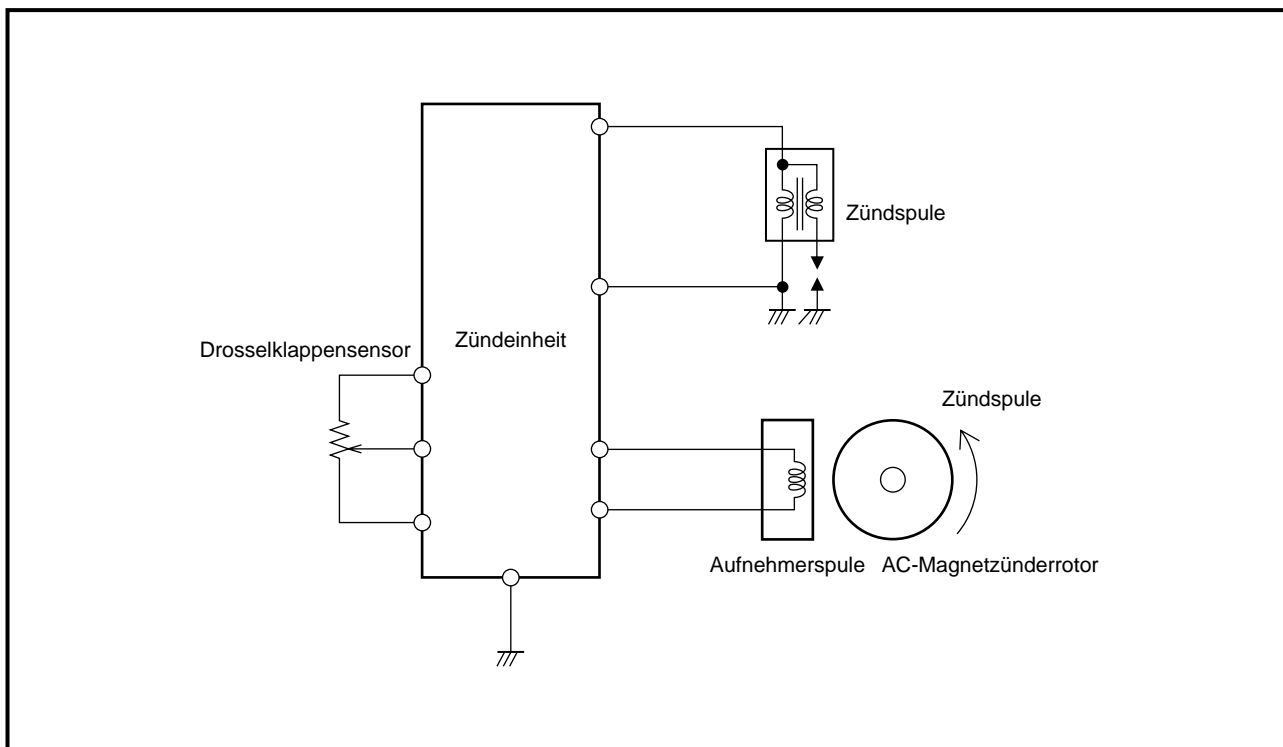 Zündspule
Zündeinheit
Drosselklappensensor
Zündspule
Aufnehmerspule
AC-Magnetzünderrotor